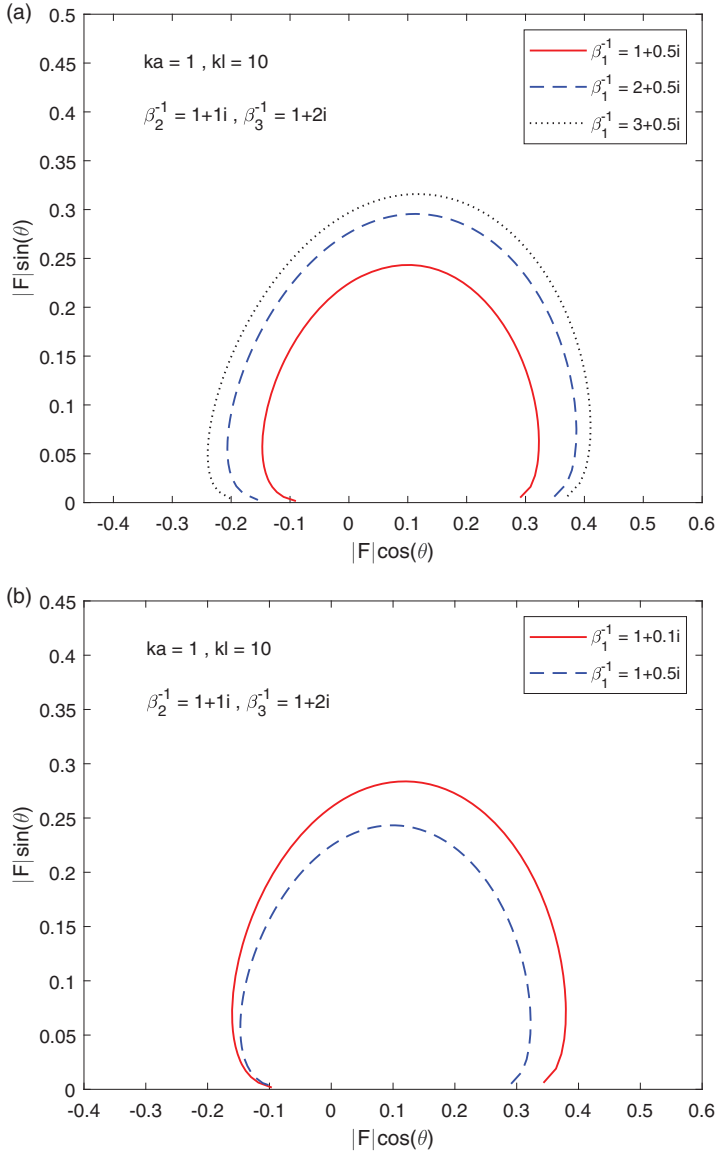 (a)
0.5
0.45
0.4
0.35
0.3
0.25
0.2
0.15
0.1
0.05
0
|F|sin(θ)
ka = 1 , kl = 10
β₂⁻¹ = 1+1i , β₃⁻¹ = 1+2i
β₁⁻¹ = 1+0.5i
β₁⁻¹ = 2+0.5i
β₁⁻¹ = 3+0.5i
-0.4 -0.3 -0.2 -0.1 0 0.1 0.2 0.3 0.4 0.5 0.6
|F|cos(θ)
(b)
0.45
0.4
0.35
0.3
0.25
0.2
0.15
0.1
0.05
0
|F|sin(θ)
ka = 1 , kl = 10
β₂⁻¹ = 1+1i , β₃⁻¹ = 1+2i
β₁⁻¹ = 1+0.1i
β₁⁻¹ = 1+0.5i
-0.4 -0.3 -0.2 -0.1 0 0.1 0.2 0.3 0.4 0.5 0.6
|F|cos(θ)